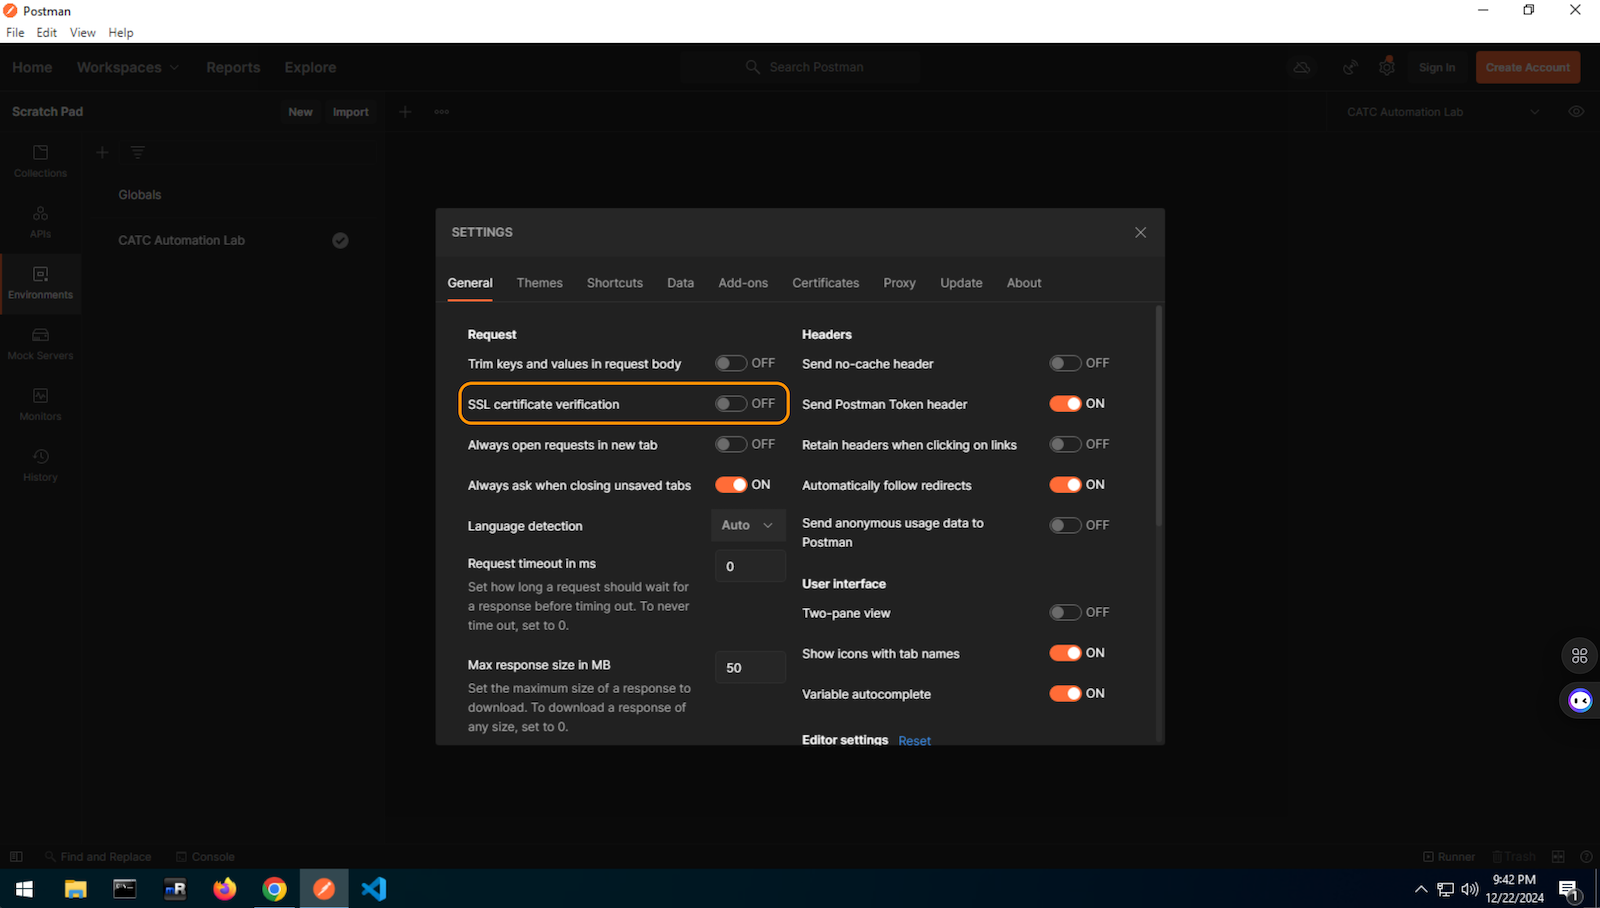 Postman
File Edit View Help
Home Workspaces Reports Explore Search Postman Sign In Create Account
Scratch Pad New Import CATC Automation Lab
Collections
APIs
Environments
Mock Servers
Monitors
History
Globals
CATC Automation Lab
SETTINGS
General Themes Shortcuts Data Add-ons Certificates Proxy Update About
Request
Trim keys and values in request body OFF
SSL certificate verification OFF
Always open requests in new tab OFF
Always ask when closing unsaved tabs ON
Language detection Auto
Request timeout in ms 0
Set how long a request should wait for
a response before timing out. To never
time out, set to 0.
Max response size in MB 50
Set the maximum size of a response to
download. To download a response of
any size, set to 0.
Headers
Send no-cache header OFF
Send Postman Token header ON
Retain headers when clicking on links OFF
Automatically follow redirects ON
Send anonymous usage data to
Postman OFF
User interface
Two-pane view OFF
Show icons with tab names ON
Variable autocomplete ON
Editor settings Reset
Find and Replace Console Runner Trash
9:42 PM
12/22/2024
1